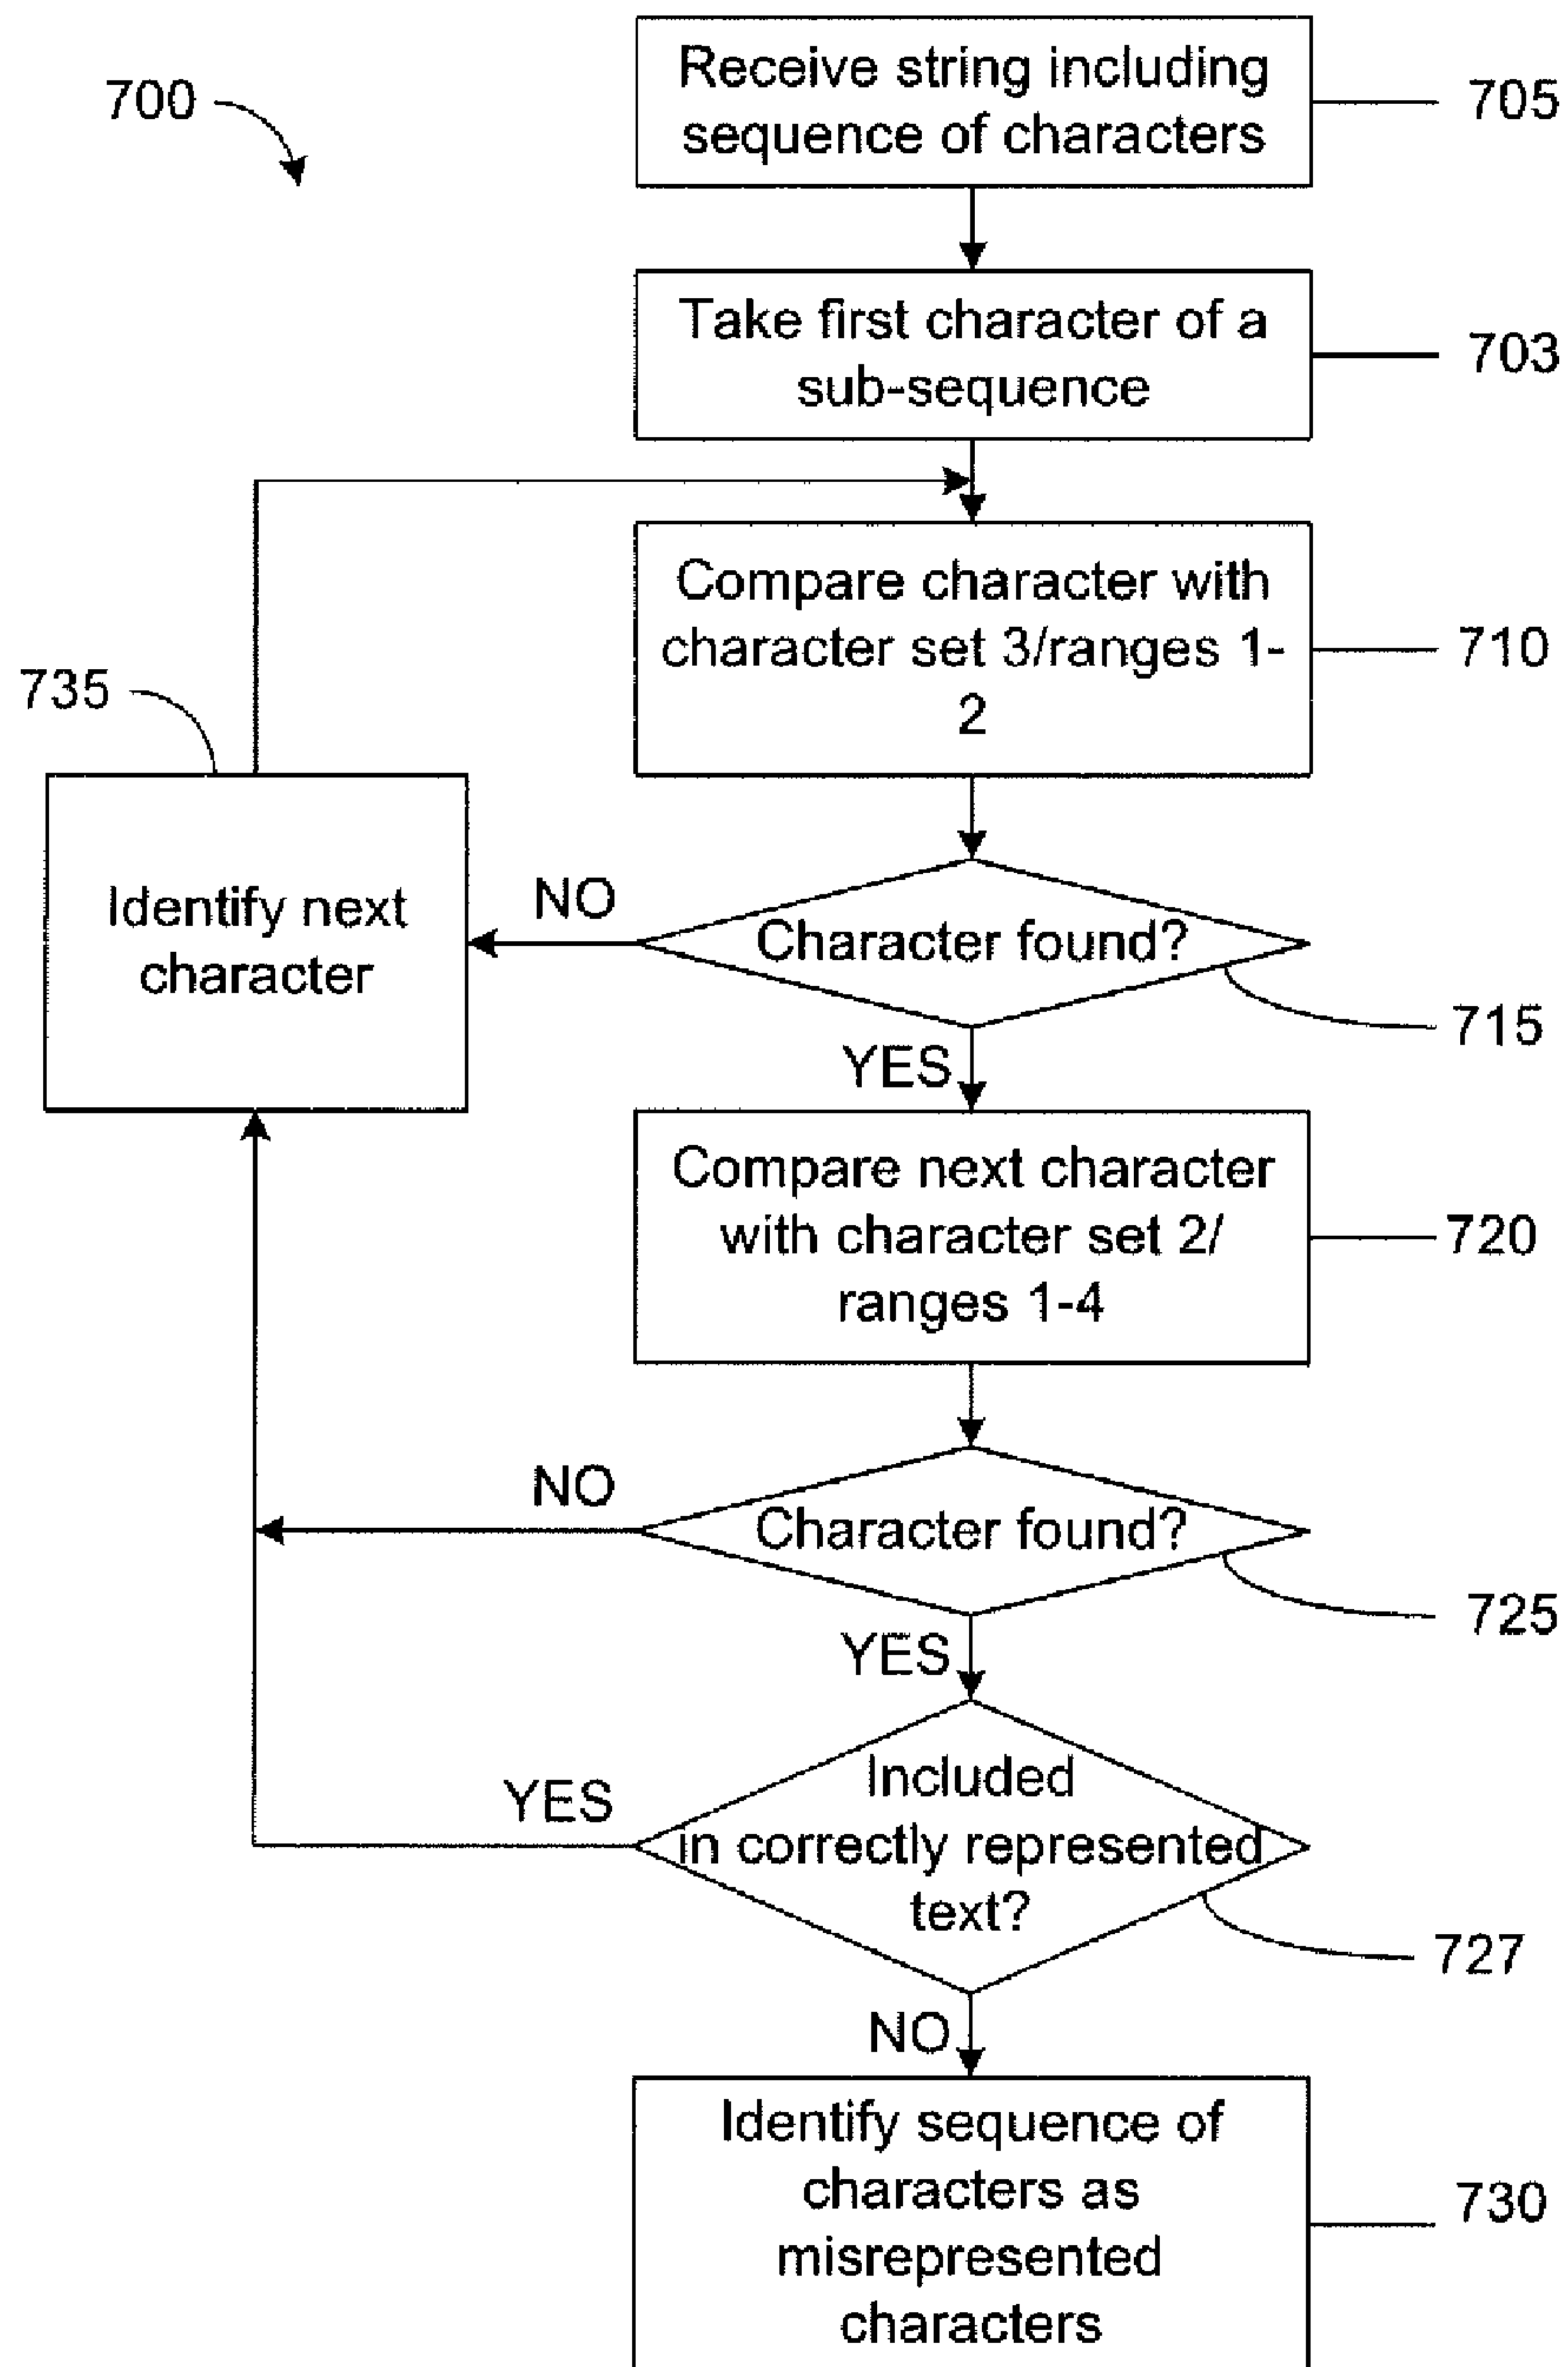 Receive string including
sequence of characters
705
700
Take first character of a
sub-sequence
703
Compare character with
character set 3/ranges 1-
2
710
735
Identify next
character
NO
Character found?
715
YES
Compare next character
with character set 2/
ranges 1-4
720
NO
Character found?
725
YES
Included
in correctly represented
text?
YES
727
NO
Identify sequence of
characters as
misrepresented
characters
730